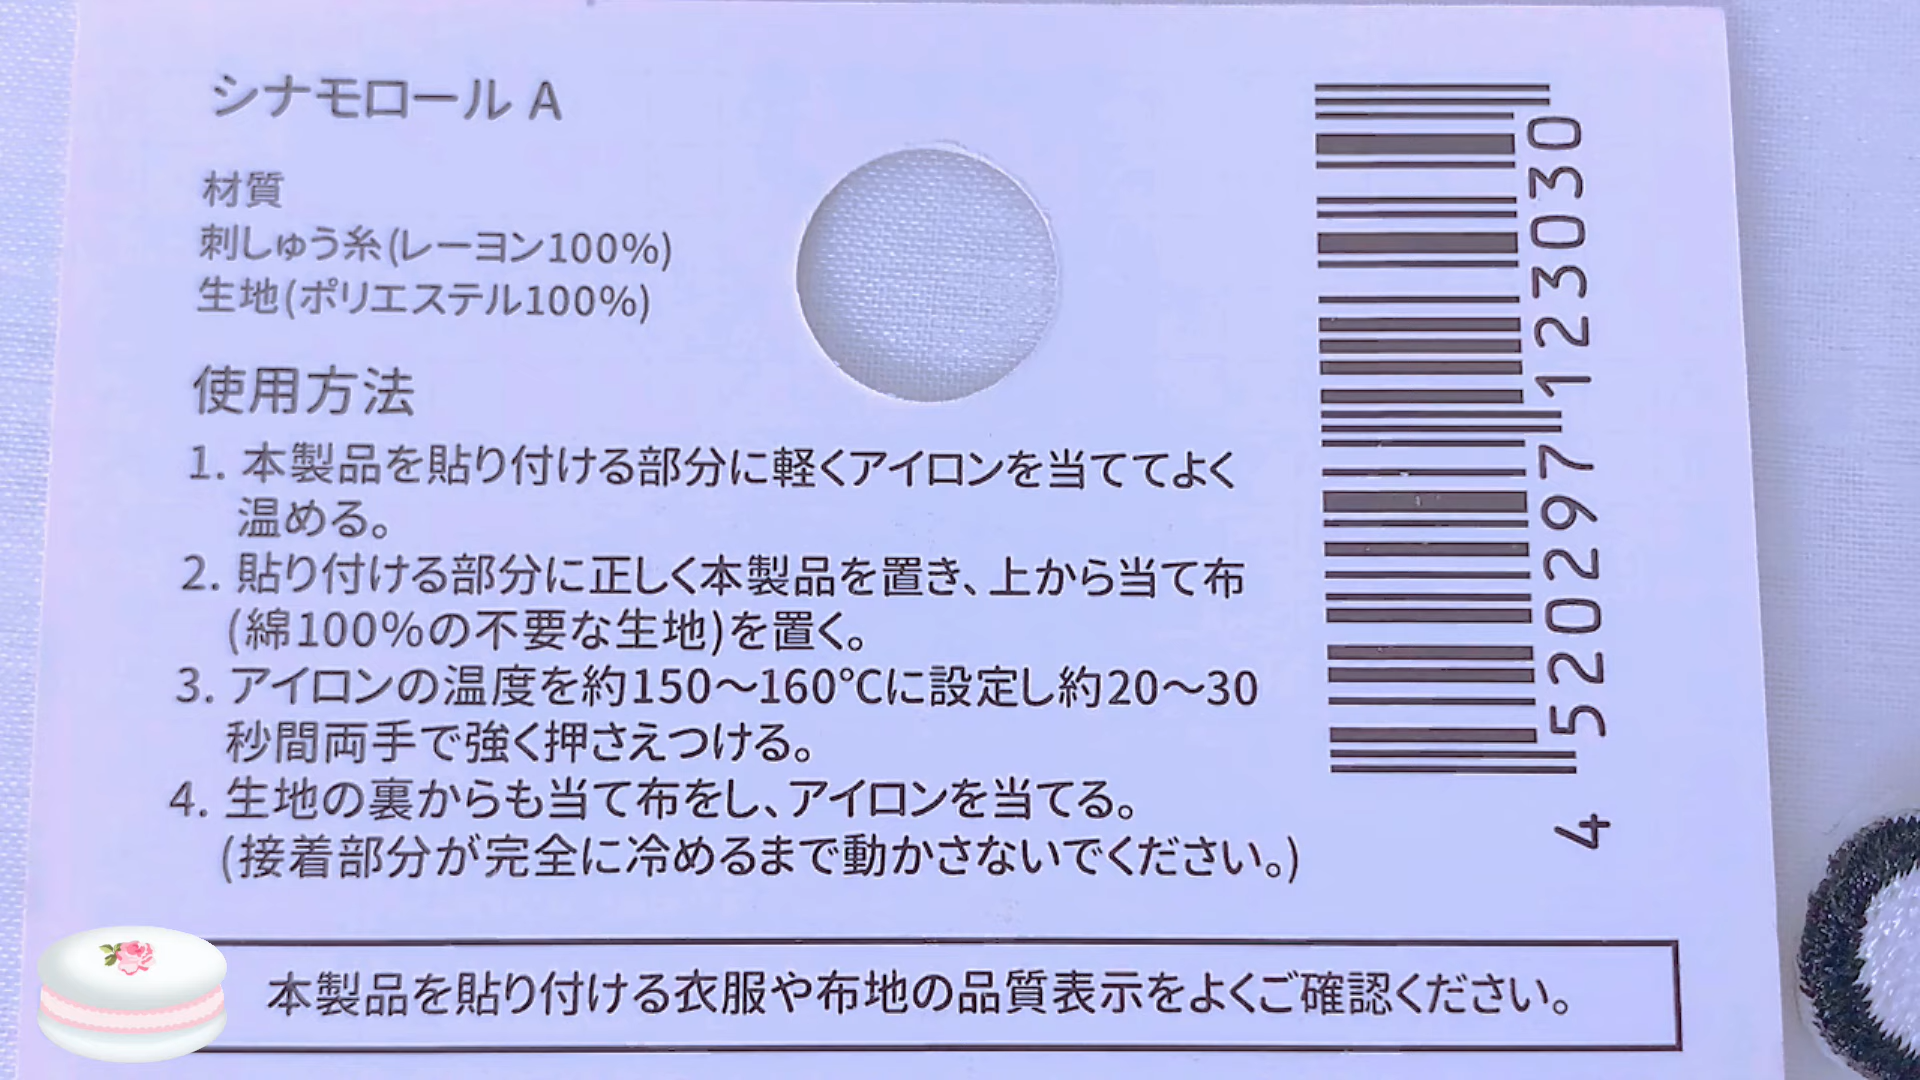 シナモロール A
材質
刺しゅう糸(レーヨン100%)
生地(ポリエステル100%)
使用方法
1. 本製品を貼り付ける部分に軽くアイロンを当ててよく
温める。
2. 貼り付ける部分に正しく本製品を置き、上から当て布
(綿100%の不要な生地)を置く。
3. アイロンの温度を約150～160℃に設定し約20～30
秒間両手で強く押さえつける。
4. 生地の裏からも当て布をし、アイロンを当てる。
(接着部分が完全に冷めるまで動かさないでください。)
本製品を貼り付ける衣服や布地の品質表示をよくご確認ください。
4 520297 123030